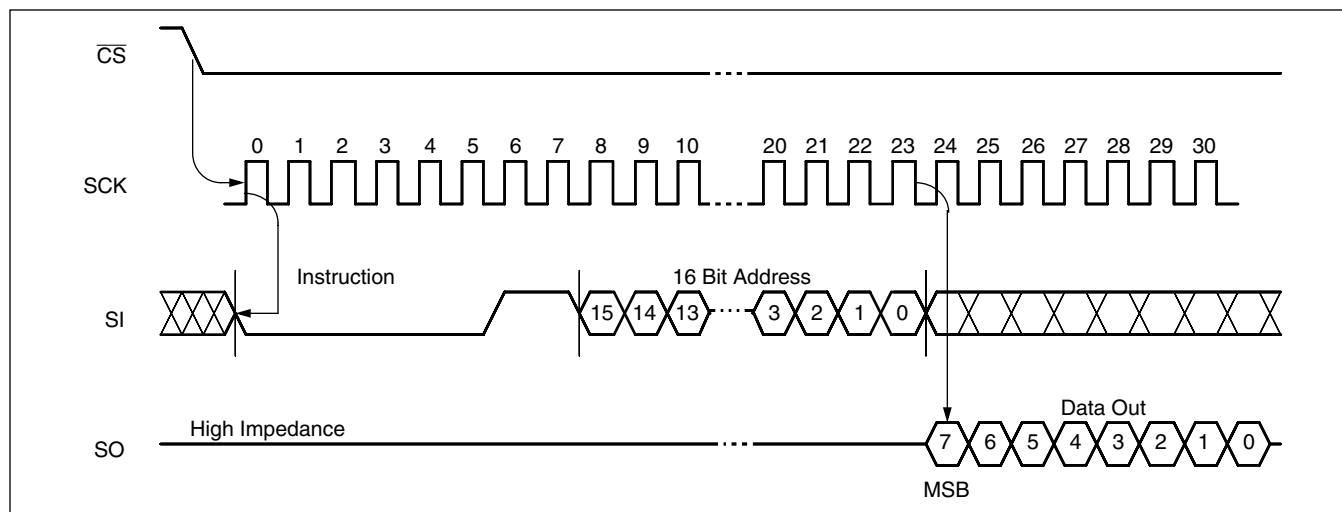 CS
0 1 2 3 4 5 6 7 8 9 10 20 21 22 23 24 25 26 27 28 29 30
SCK
Instruction 16 Bit Address
SI 15 14 13 3 2 1 0
High Impedance Data Out
SO 7 6 5 4 3 2 1 0
MSB